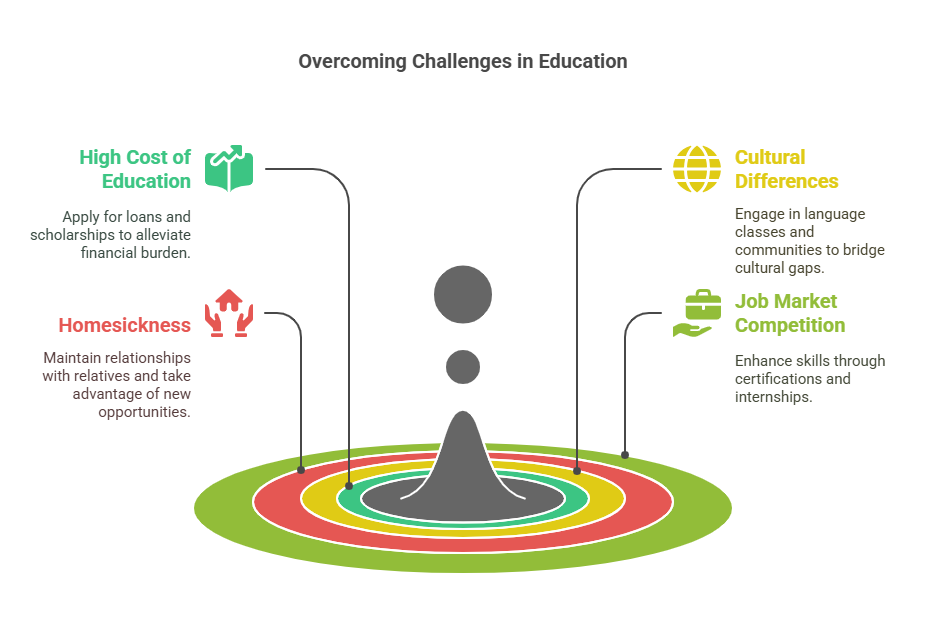 Overcoming Challenges in Education
High Cost of
Education
Apply for loans and
scholarships to alleviate
financial burden.
Homesickness
Maintain relationships
with relatives and take
advantage of new
opportunities.
Cultural
Differences
Engage in language
classes and
communities to bridge
cultural gaps.
Job Market
Competition
Enhance skills through
certifications and
internships.